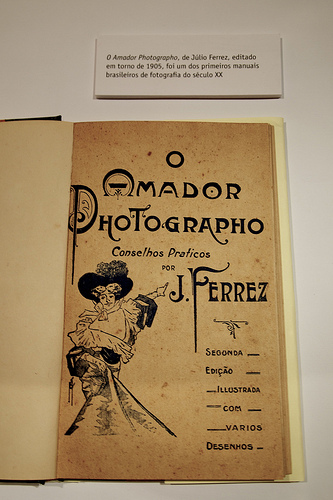 O Amador Photographo, de Júlio Ferrez, editado
em torno de 1905, foi um dos primeiros manuais
brasileiros de fotografia do século XX
O
AMADOR
PHOTOGRAPHO
Conselhos Praticos
POR
J. FERREZ
SEGUNDA —
EDIÇÃO —
— ILLUSTRADA
— COM —
— VARIOS
DESENHOS —